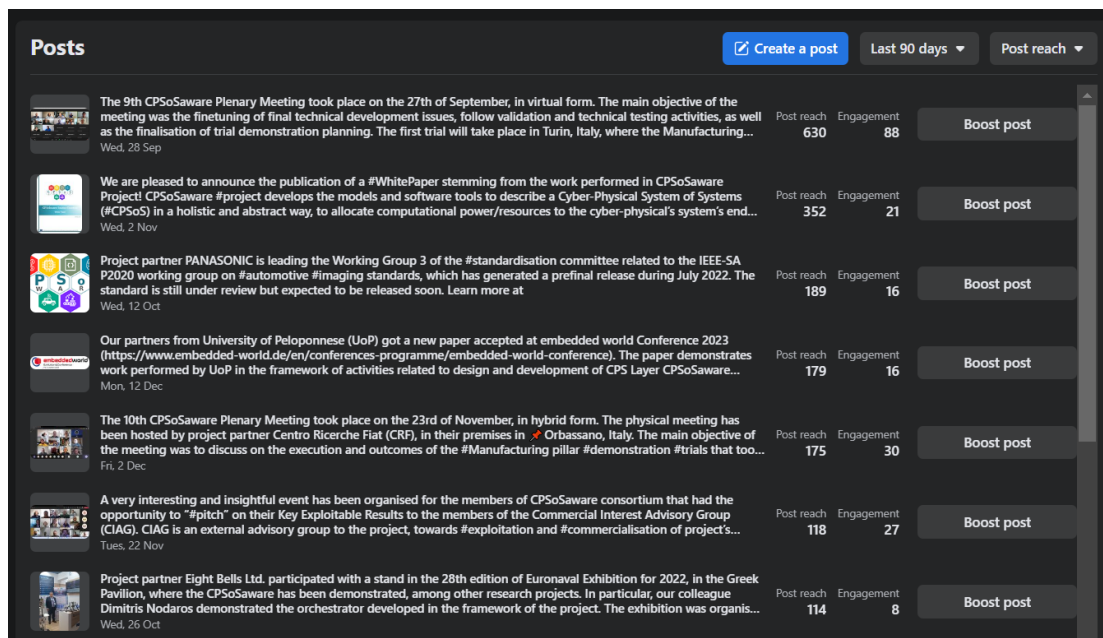 Posts
Create a post
Last 90 days
Post reach
The 9th CPSoSaware Plenary Meeting took place on the 27th of September, in virtual form. The main objective of the
meeting was the finetuning of final technical development issues, follow validation and technical testing activities, as well
as the finalisation of trial demonstration planning. The first trial will take place in Turin, Italy, where the Manufacturing...
Wed, 28 Sep
Post reach Engagement
630 88
Boost post
We are pleased to announce the publication of a #WhitePaper stemming from the work performed in CPSoSaware
Project! CPSoSaware #project develops the models and software tools to describe a Cyber-Physical System of Systems
(#CPSoS) in a holistic and abstract way, to allocate computational power/resources to the cyber-physical's system's end...
Wed, 2 Nov
Post reach Engagement
352 21
Boost post
P S o
W A R
Project partner PANASONIC is leading the Working Group 3 of the #standardisation committee related to the IEEE-SA
P2020 working group on #automotive #imaging standards, which has generated a prefinal release during July 2022. The
standard is still under review but expected to be released soon. Learn more at
Wed, 12 Oct
Post reach Engagement
189 16
Boost post
embeddedworld
Our partners from University of Peloponnese (UoP) got a new paper accepted at embedded world Conference 2023
(https://www.embedded-world.de/en/conferences-programme/embedded-world-conference). The paper demonstrates
work performed by UoP in the framework of activities related to design and development of CPS Layer CPSoSaware...
Mon, 12 Dec
Post reach Engagement
179 16
Boost post
The 10th CPSoSaware Plenary Meeting took place on the 23rd of November, in hybrid form. The physical meeting has
been hosted by project partner Centro Ricerche Fiat (CRF), in their premises in 📌 Orbassano, Italy. The main objective of
the meeting was to discuss on the execution and outcomes of the #Manufacturing pillar #demonstration #trials that too...
Fri, 2 Dec
Post reach Engagement
175 30
Boost post
A very interesting and insightful event has been organised for the members of CPSoSaware consortium that had the
opportunity to "#pitch" on their Key Exploitable Results to the members of the Commercial Interest Advisory Group
(CIAG). CIAG is an external advisory group to the project, towards #exploitation and #commercialisation of project's...
Tues, 22 Nov
Post reach Engagement
118 27
Boost post
Project partner Eight Bells Ltd. participated with a stand in the 28th edition of Euronaval Exhibition for 2022, in the Greek
Pavilion, where the CPSoSaware has been demonstrated, among other research projects. In particular, our colleague
Dimitris Nodaros demonstrated the orchestrator developed in the framework of the project. The exhibition was organis...
Wed, 26 Oct
Post reach Engagement
114 8
Boost post